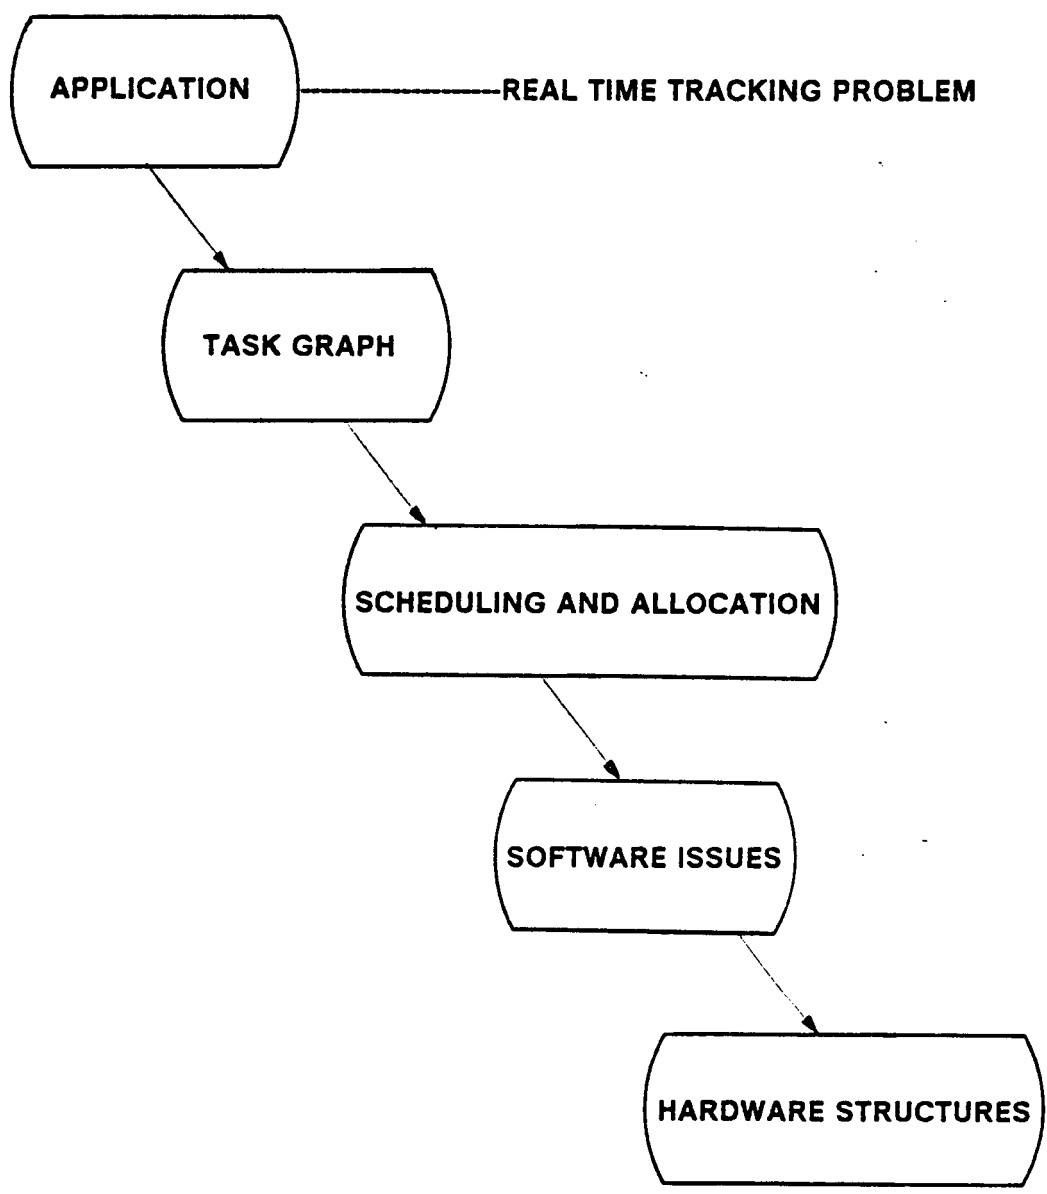 APPLICATION
REAL TIME TRACKING PROBLEM
TASK GRAPH
SCHEDULING AND ALLOCATION
SOFTWARE ISSUES
HARDWARE STRUCTURES